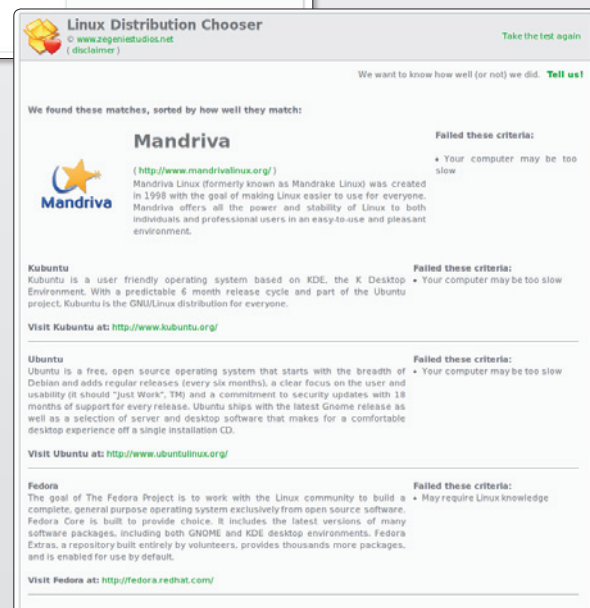 Linux Distribution Chooser
© www.zegeniestudios.net
( disclaimer )
Take the test again
We want to know how well (or not) we did. Tell us!
We found these matches, sorted by how well they match:
Mandriva
Mandriva
( http://www.mandrivalinux.org/ )
Mandriva Linux (formerly known as Mandrake Linux) was created
in 1998 with the goal of making Linux easier to use for everyone.
Mandriva offers all the power and stability of Linux to both
individuals and professional users in an easy-to-use and pleasant
environment.
Failed these criteria:
• Your computer may be too
slow
Kubuntu
Kubuntu is a user friendly operating system based on KDE, the K Desktop
Environment. With a predictable 6 month release cycle and part of the Ubuntu
project, Kubuntu is the GNU/Linux distribution for everyone.
Visit Kubuntu at: http://www.kubuntu.org/
Failed these criteria:
• Your computer may be too slow
Ubuntu
Ubuntu is a free, open source operating system that starts with the breadth of
Debian and adds regular releases (every six months), a clear focus on the user and
usability (it should "Just Work", TM) and a commitment to security updates with 18
months of support for every release. Ubuntu ships with the latest Gnome release as
well as a selection of server and desktop software that makes for a comfortable
desktop experience off a single installation CD.
Visit Ubuntu at: http://www.ubuntulinux.org/
Failed these criteria:
• Your computer may be too slow
Fedora
The goal of The Fedora Project is to work with the Linux community to build a
complete, general purpose operating system exclusively from open source software.
Fedora Core is built to provide choice. It includes the latest versions of many
software packages, including both GNOME and KDE desktop environments. Fedora
Extras, a repository built entirely by volunteers, provides thousands more packages,
and is enabled for use by default.
Visit Fedora at: http://fedora.redhat.com/
Failed these criteria:
• May require Linux knowledge